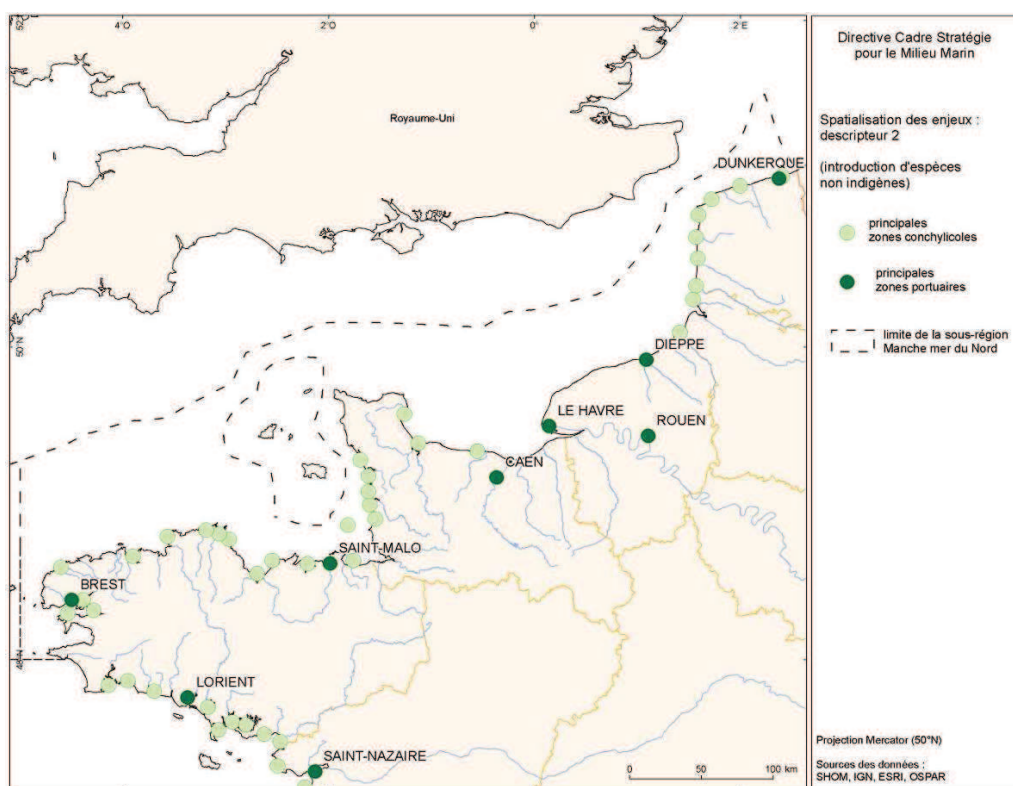 4°O
2°O
0°
2°E
52°N
50°N
48°N
Royaume-Uni
DUNKERQUE
DIEPPE
LE HAVRE
ROUEN
CAEN
SAINT-MALO
BREST
LORIENT
SAINT-NAZAIRE
0 50 100 km
Directive Cadre Stratégie
pour le Milieu Marin
Spatialisation des enjeux :
descripteur 2
(introduction d'espèces
non indigènes)
principales
zones conchylicoles
principales
zones portuaires
limite de la sous-région
Manche mer du Nord
Projection Mercator (50°N)
Sources des données :
SHOM, IGN, ESRI, OSPAR